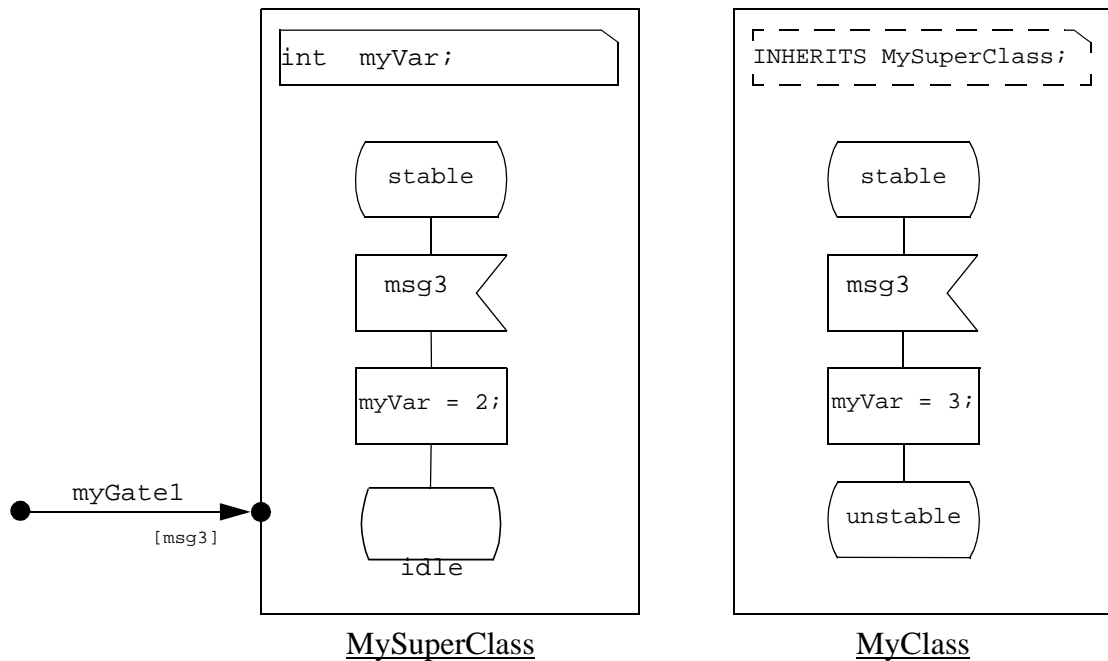 int  myVar;
stable
msg3
myVar = 2;
idle
myGate1
[msg3]
MySuperClass
INHERITS MySuperClass;
stable
msg3
myVar = 3;
unstable
MyClass